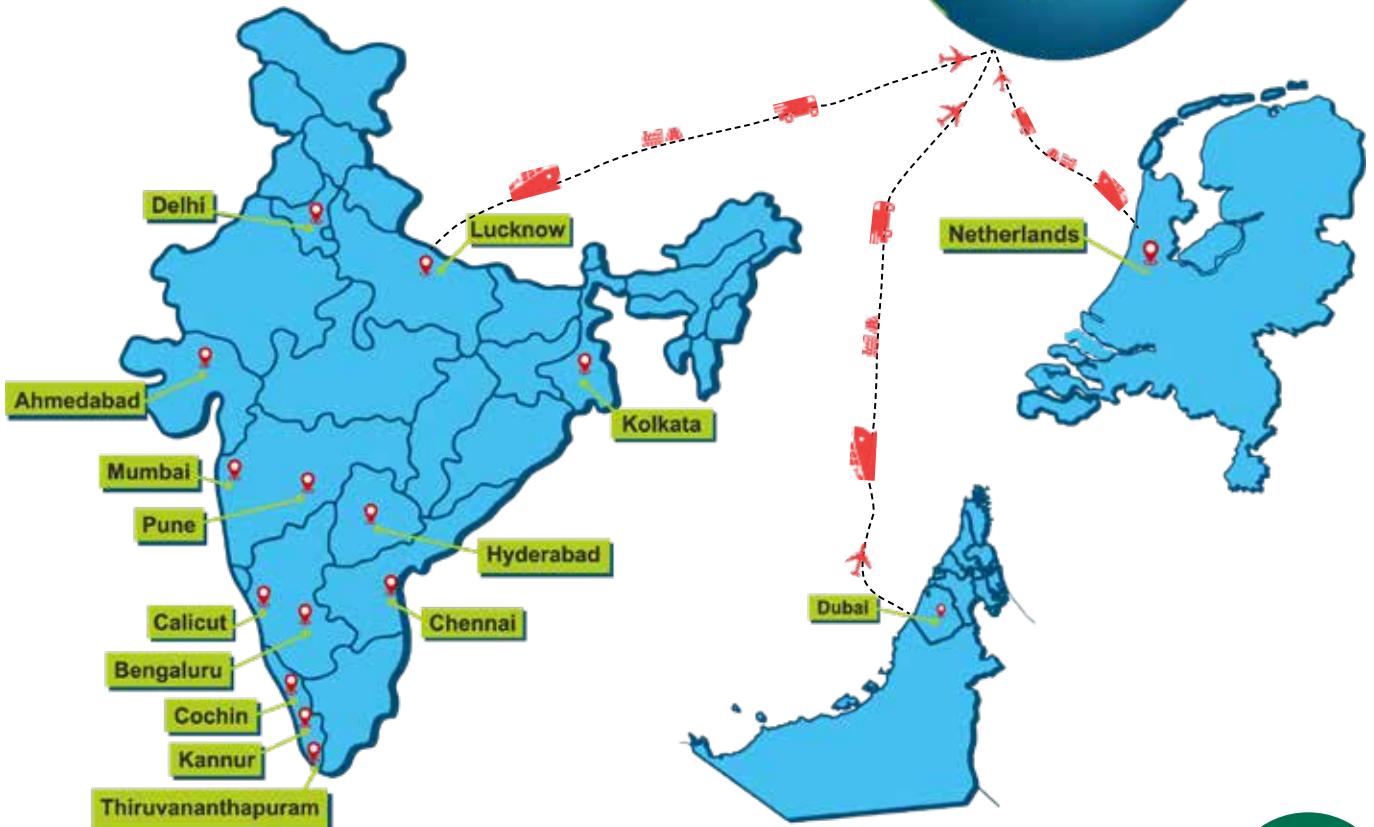 Delhi
Lucknow
Netherlands
Ahmedabad
Kolkata
Mumbai
Pune
Hyderabad
Dubai
Calicut
Chennai
Bengaluru
Cochin
Kannur
Thiruvananthapuram